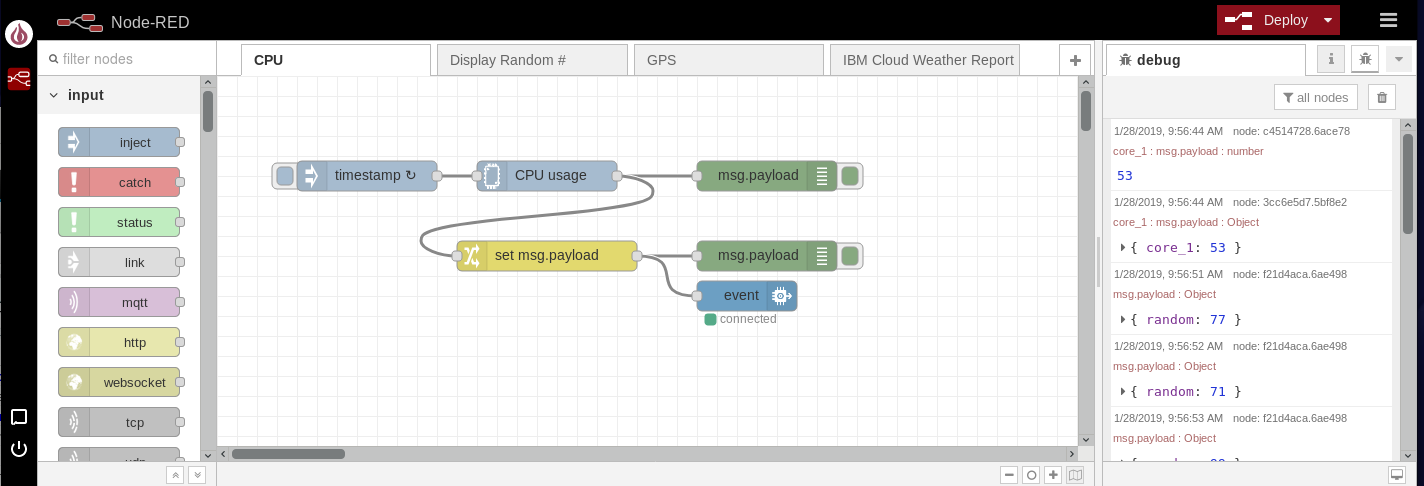 Node-RED
Deploy
filter nodes
CPU
Display Random #
GPS
IBM Cloud Weather Report
debug
i
input
all nodes
inject
catch
status
link
mqtt
http
websocket
tcp
timestamp ↻
CPU usage
msg.payload
set msg.payload
msg.payload
event
connected
1/28/2019, 9:56:44 AM node: c4514728.6ace78
core_1 : msg.payload : number
53
1/28/2019, 9:56:44 AM node: 3cc6e5d7.5bf8e2
core_1 : msg.payload : Object
{ core_1: 53 }
1/28/2019, 9:56:51 AM node: f21d4aca.6ae498
msg.payload : Object
{ random: 77 }
1/28/2019, 9:56:52 AM node: f21d4aca.6ae498
msg.payload : Object
{ random: 71 }
1/28/2019, 9:56:53 AM node: f21d4aca.6ae498
msg.payload : Object